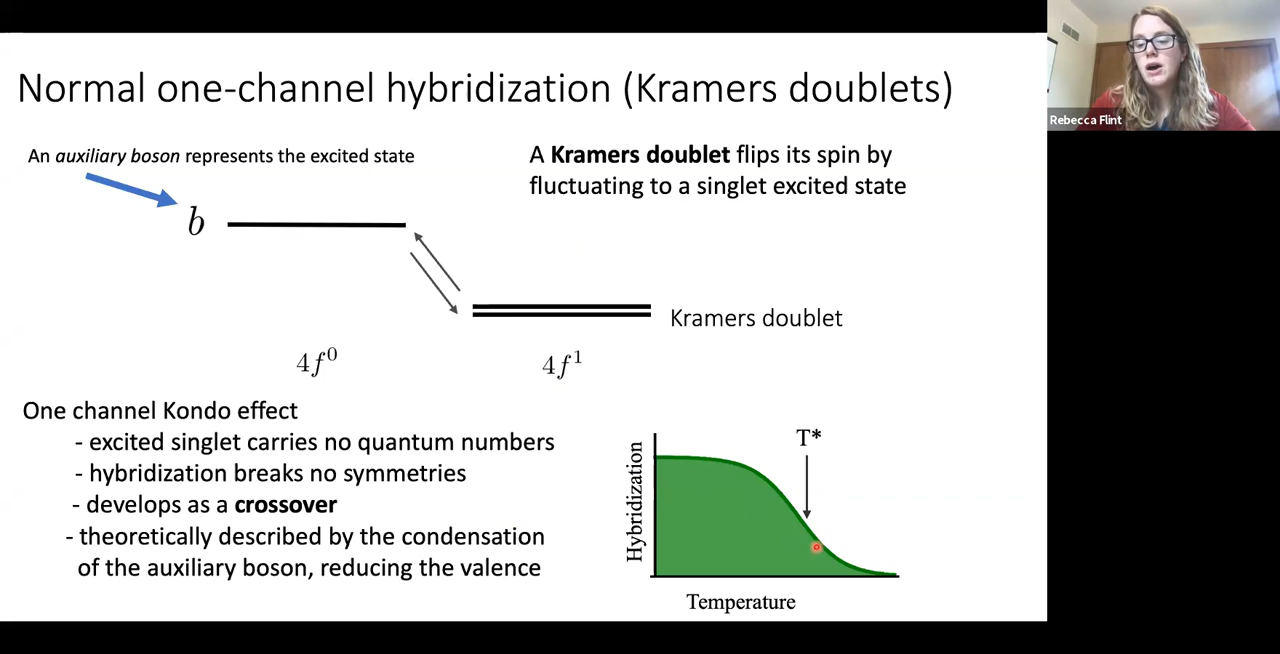 Normal one-channel hybridization (Kramers doublets)
Rebecca Flint
An auxiliary boson represents the excited state
A Kramers doublet flips its spin by
fluctuating to a singlet excited state
b
Kramers doublet
4f⁰
4f¹
One channel Kondo effect
- excited singlet carries no quantum numbers
- hybridization breaks no symmetries
- develops as a crossover
- theoretically described by the condensation
of the auxiliary boson, reducing the valence
T*
Hybridization
Temperature